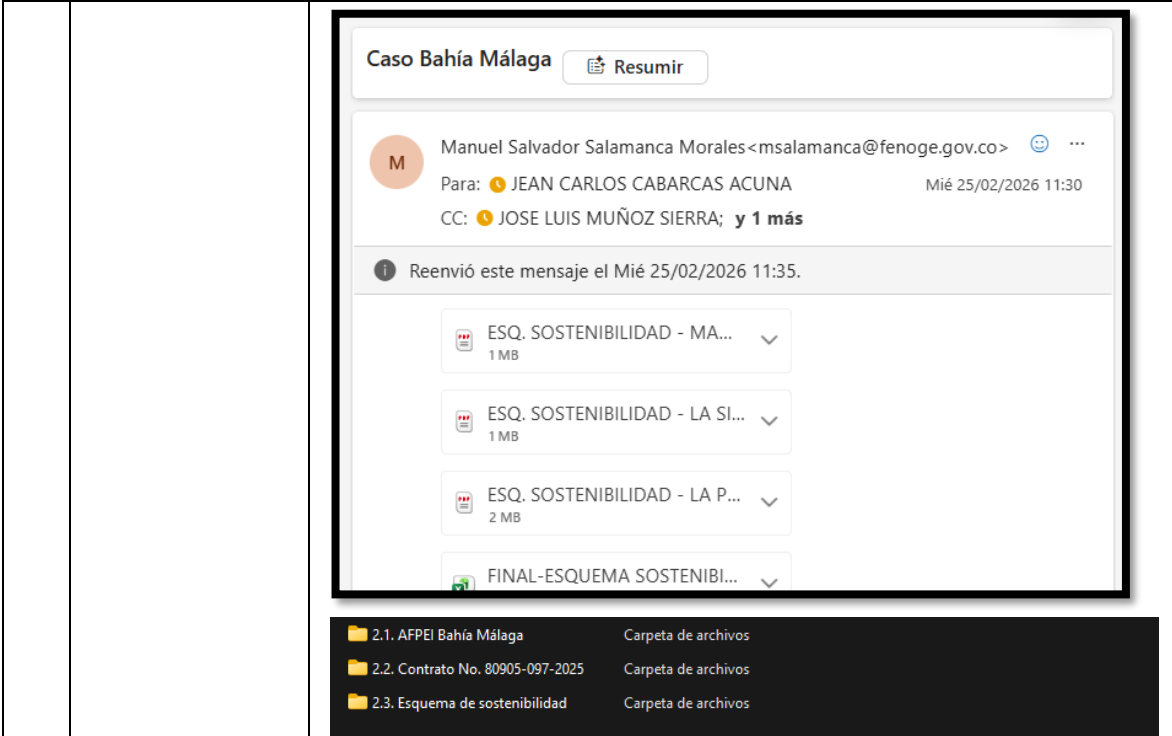 Caso Bahía Málaga Resumir
M
Manuel Salvador Salamanca Morales<msalamanca@fenoge.gov.co> ...
Para: JEAN CARLOS CABARCAS ACUNA Mié 25/02/2026 11:30
CC: JOSE LUIS MUÑOZ SIERRA; y 1 más
Reenvió este mensaje el Mié 25/02/2026 11:35.
ESQ. SOSTENIBILIDAD - MA...
1 MB
ESQ. SOSTENIBILIDAD - LA SI...
1 MB
ESQ. SOSTENIBILIDAD - LA P...
2 MB
FINAL-ESQUEMA SOSTENIBI...
2.1. AFPEI Bahía Málaga Carpeta de archivos
2.2. Contrato No. 80905-097-2025 Carpeta de archivos
2.3. Esquema de sostenibilidad Carpeta de archivos